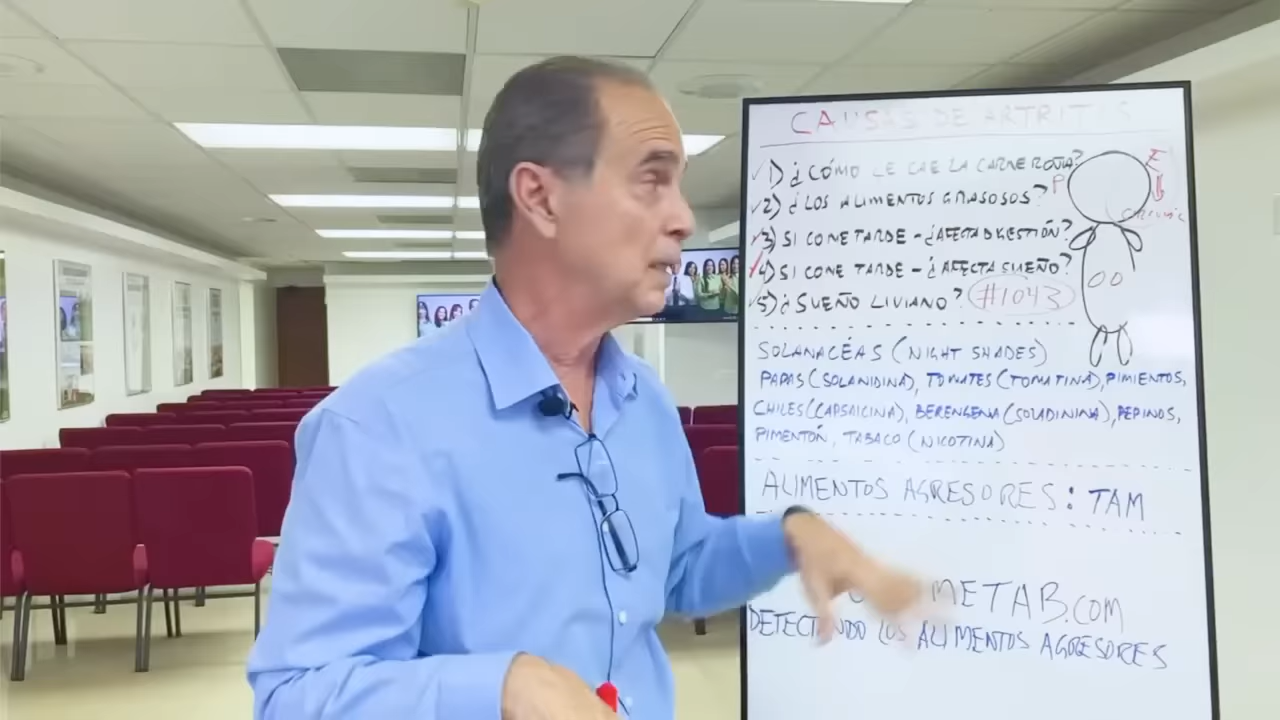 CAUSAS DE ARTRITIS
1) ¿CÓMO LE CAE LA CARNE ROJA?
2) ¿LOS ALIMENTOS GRASOSOS?
3) SI COME TARDE - ¿AFECTA DIGESTIÓN?
4) SI COME TARDE - ¿AFECTA SUEÑO?
5) ¿SUEÑO LIVIANO? #1043
P E
SOLANACÉAS (NIGHT SHADES)
PAPAS (SOLANIDINA), TOMATES (TOMATINA), PIMIENTOS,
CHILES (CAPSAICINA), BERENGENA (SOLADININA), PEPINOS,
PIMENTÓN, TABACO (NICOTINA)
ALIMENTOS AGRESORES: TAM
METAB.COM
DETECTANDO LOS ALIMENTOS AGRESORES